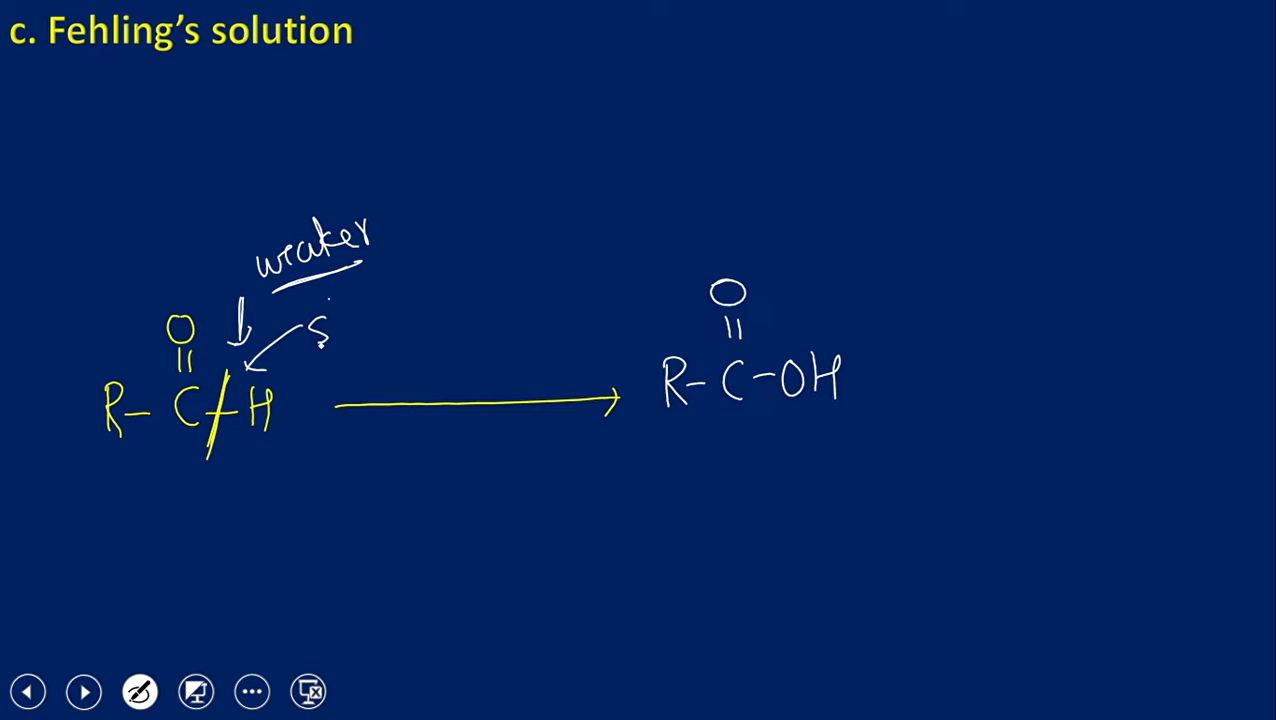 c. Fehling's solution
weaker
S
O
||
R- C-H
O
||
R- C-OH